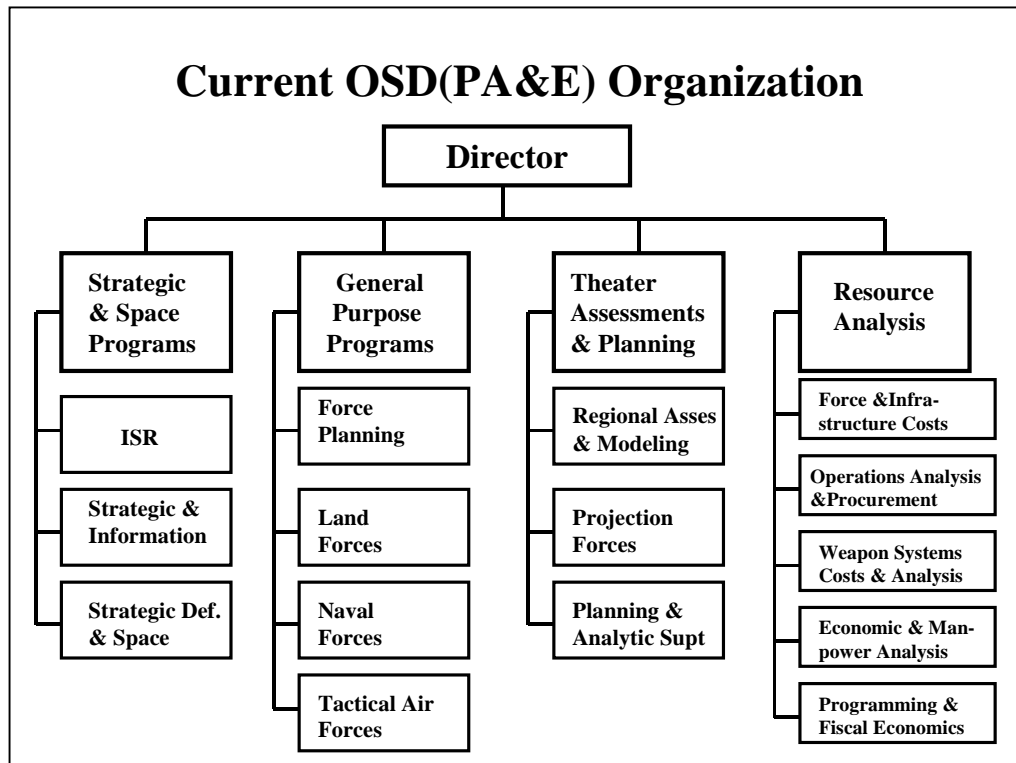 Current OSD(PA&E) Organization
Director
Strategic
& Space
Programs
ISR
Strategic &
Information
Strategic Def.
& Space
General
Purpose
Programs
Force
Planning
Land
Forces
Naval
Forces
Tactical Air
Forces
Theater
Assessments
& Planning
Regional Asses
& Modeling
Projection
Forces
Planning &
Analytic Supt
Resource
Analysis
Force &Infra-
structure Costs
Operations Analysis
&Procurement
Weapon Systems
Costs & Analysis
Economic & Man-
power Analysis
Programming &
Fiscal Economics